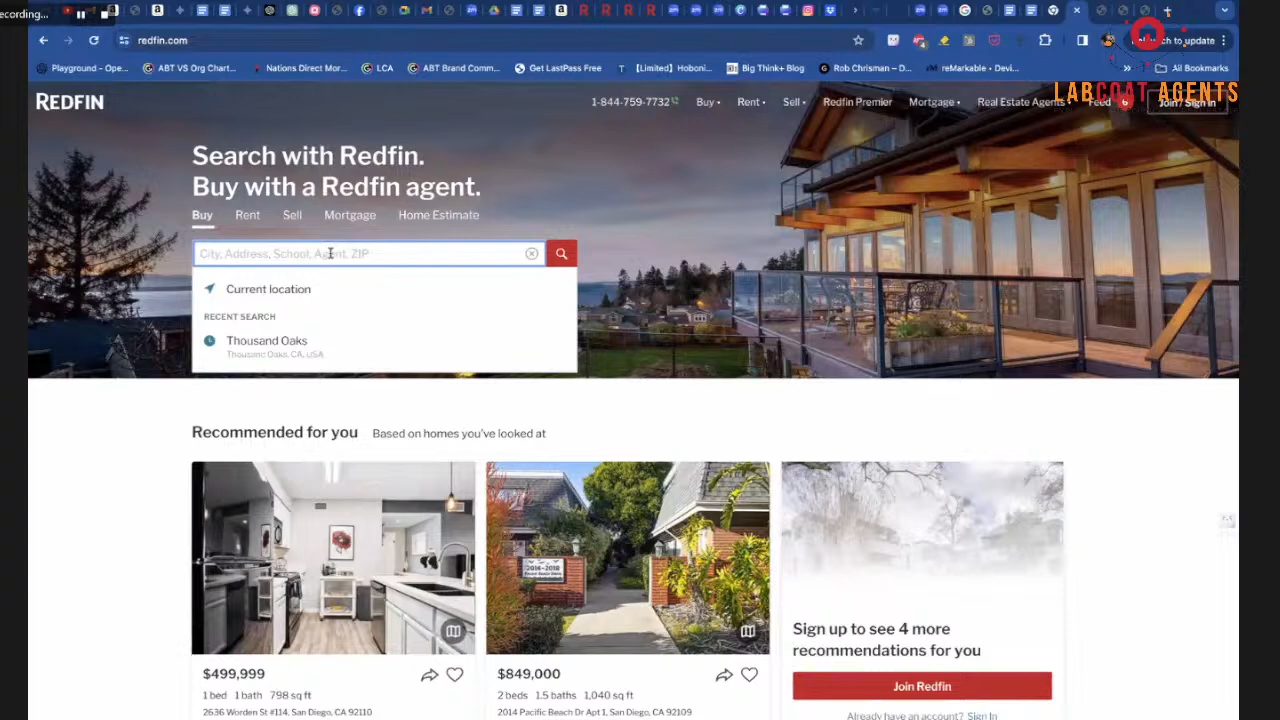 ecording...
redfin.com
ch to update
Playground – Ope...
ABT VS Org Chart...
Nations Direct Mor...
LCA
ABT Brand Comm...
Get LastPass Free
[Limited] Hoboni...
Big Think+ Blog
Rob Chrisman – D...
reMarkable • Devi...
»
All Bookmarks
LABCOAT AGENTS
REDFIN
1-844-759-7732
Buy
Rent
Sell
Redfin Premier
Mortgage
Real Estate Agents
Feed
6
Join / Sign In
Search with Redfin.
Buy with a Redfin agent.
Buy
Rent
Sell
Mortgage
Home Estimate
City, Address, School, Agent, ZIP
Current location
RECENT SEARCH
Thousand Oaks
Thousand Oaks, CA, USA
Recommended for you
Based on homes you've looked at
2014-2018
$499,999
1 bed 1 bath 798 sq ft
2636 Worden St #114, San Diego, CA 92110
$849,000
2 beds 1.5 baths 1,040 sq ft
2014 Pacific Beach Dr Apt 1, San Diego, CA 92109
Sign up to see 4 more
recommendations for you
Join Redfin
Already have an account? Sign In